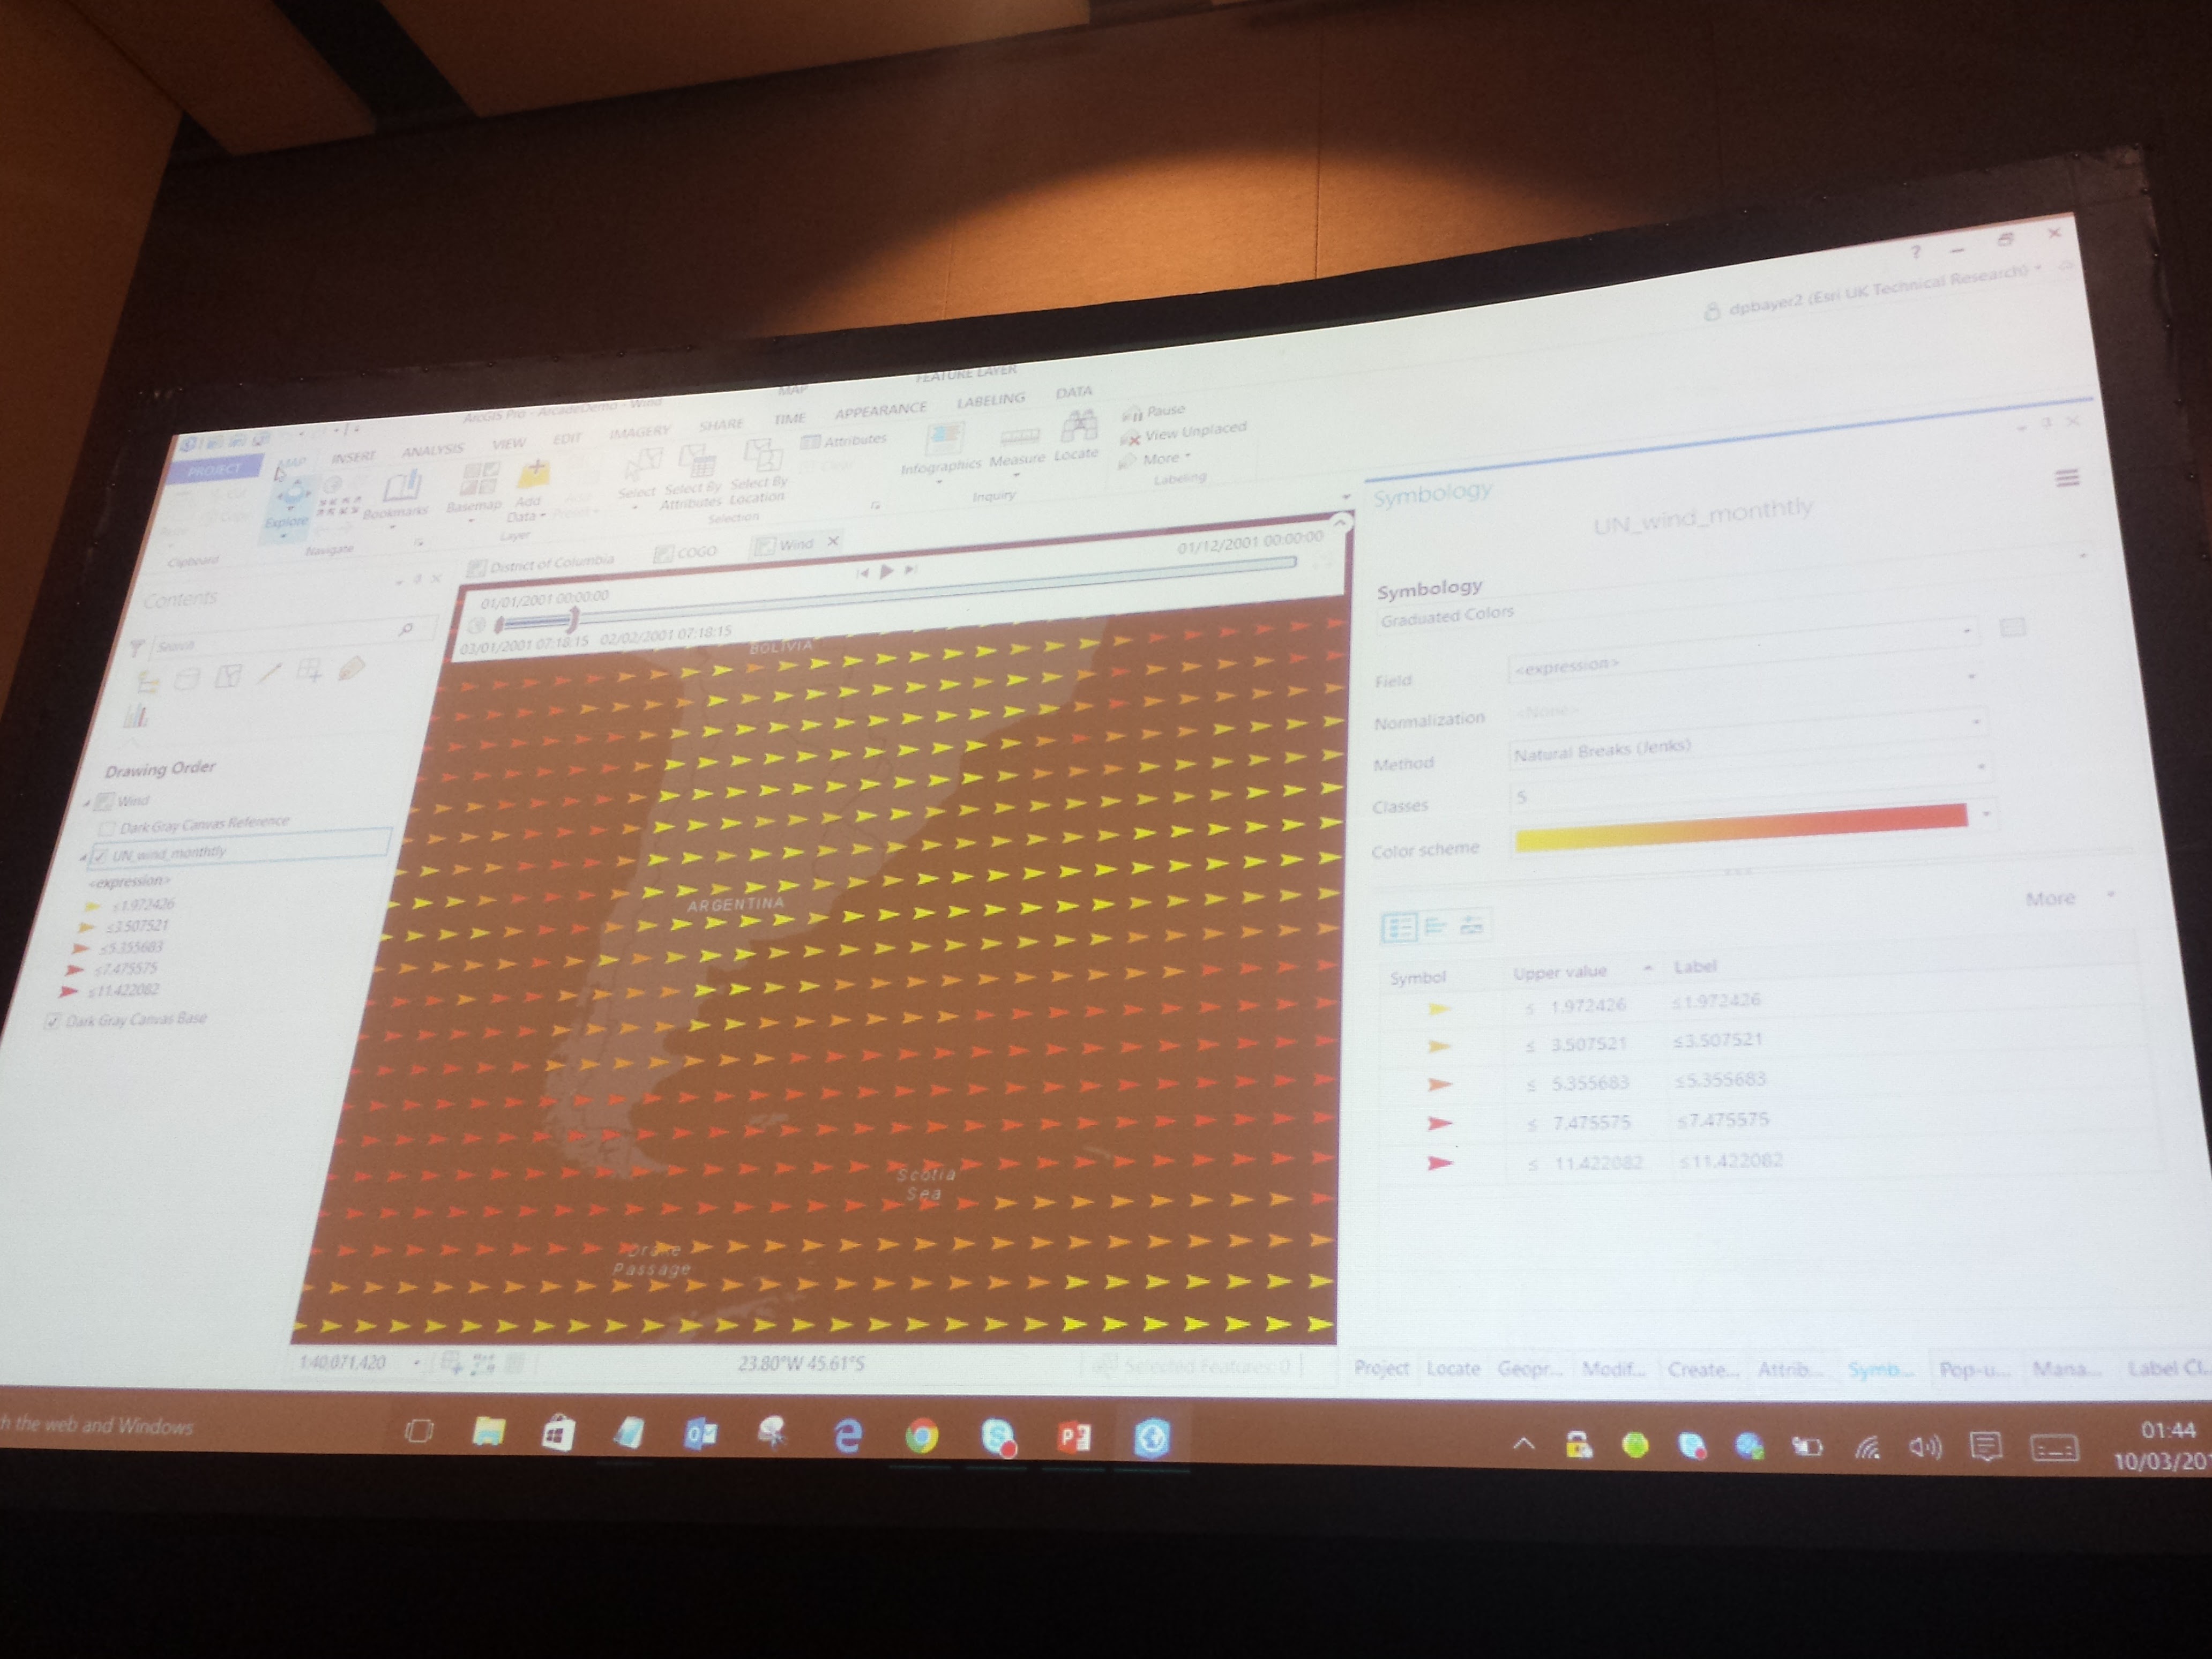 dpbayer2 (Esri UK Technical Research)
ArcGIS Pro - ArcadeDemo - Wind
MAP
FEATURE LAYER
PROJECT
MAP
INSERT
ANALYSIS
VIEW
EDIT
IMAGERY
SHARE
TIME
APPEARANCE
LABELING
DATA
Explore
Bookmarks
Basemap
Add Data
Select
Select By Attributes
Select By Location
Attributes
Clear
Infographics
Measure
Locate
Pause
View Unplaced
More
Clipboard
Navigate
Layer
Selection
Inquiry
Labeling
District of Columbia
COGO
Wind
Contents
Search
Drawing Order
Wind
Dark Gray Canvas Reference
UN_wind_monthtly
<expression>
≤1.972426
≤3.507521
≤5.355683
≤7.475575
≤11.422082
Dark Gray Canvas Base
01/01/2001 00:00:00
01/12/2001 00:00:00
03/01/2001 07:18:15 02/02/2001 07:18:15
BOLIVIA
ARGENTINA
Scotia
Sea
Drake
Passage
1:40,071,420
23.80°W 45.61°S
Selected Features: 0
Symbology
UN_wind_monthtly
Symbology
Graduated Colors
Field <expression>
Normalization <None>
Method Natural Breaks (Jenks)
Classes 5
Color scheme
More
Symbol Upper value Label
≤ 1.972426 ≤1.972426
≤ 3.507521 ≤3.507521
≤ 5.355683 ≤5.355683
≤ 7.475575 ≤7.475575
≤ 11.422082 ≤11.422082
Project Locate Geopr... Modif... Create... Attrib... Symb... Pop-u... Mana... Label Cl...
h the web and Windows
01:44
10/03/201